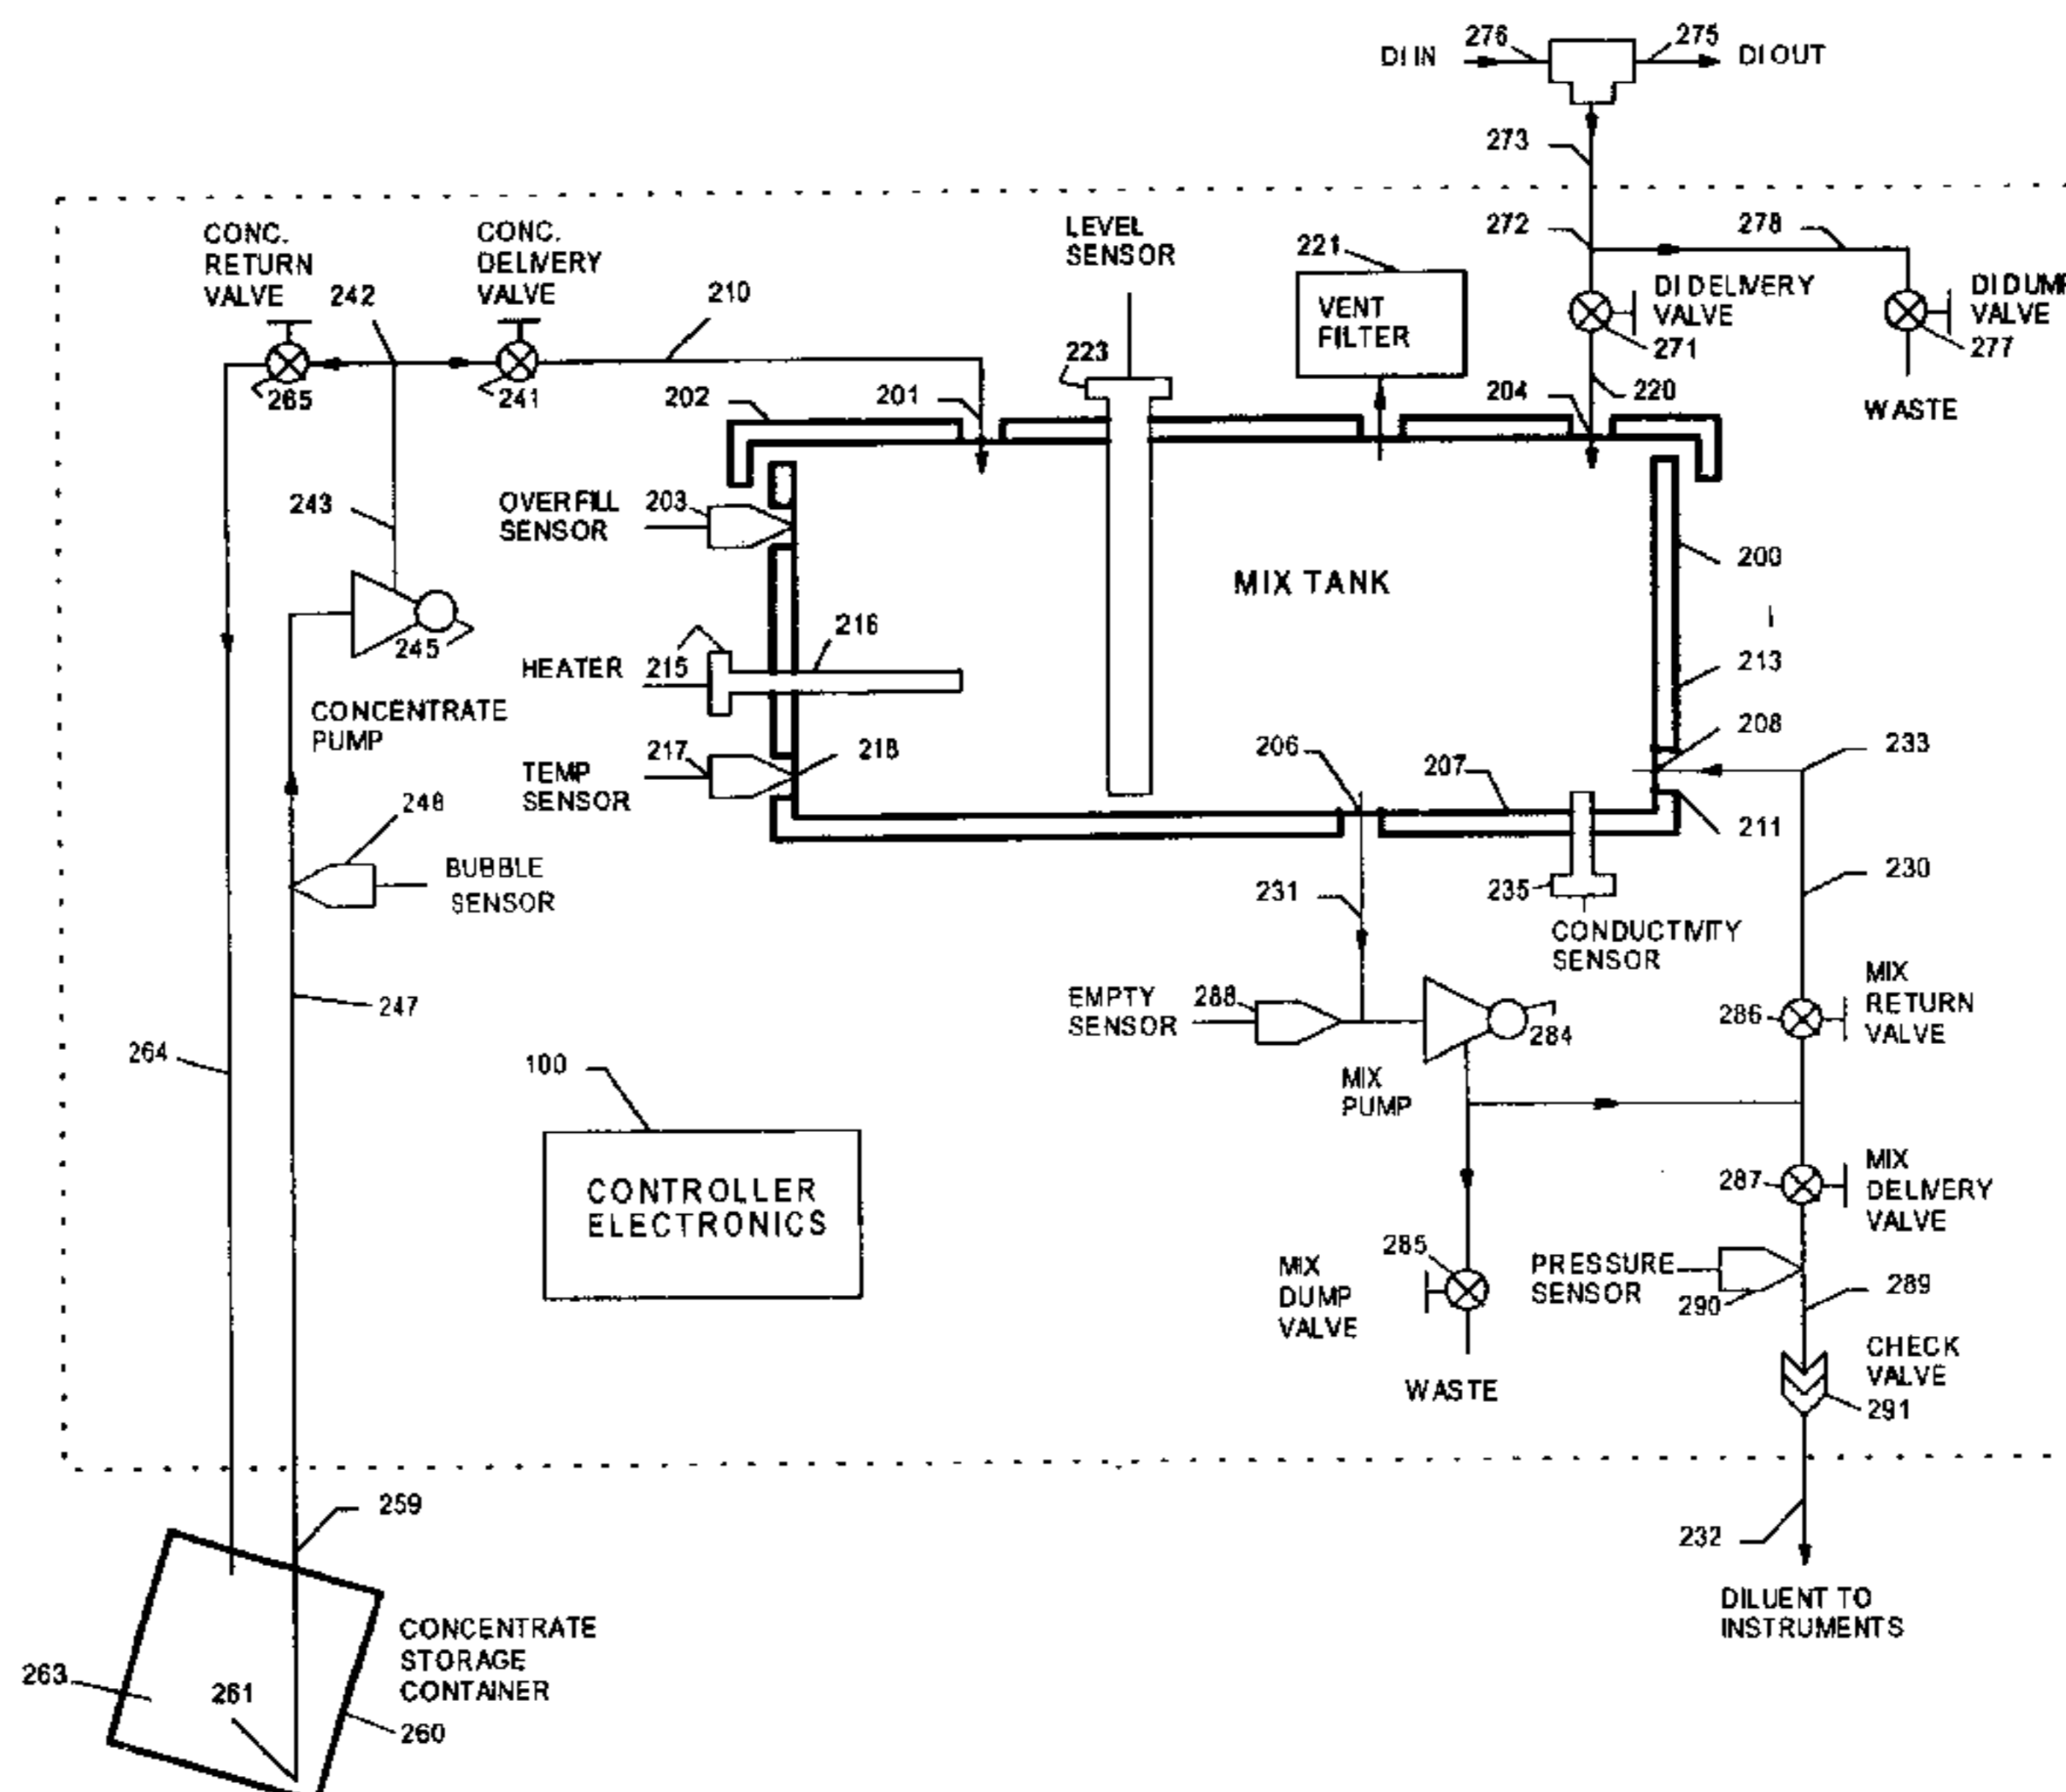 276
275
DI IN
DI OUT
273
272
278
CONC.
RETURN
VALVE
242
CONC.
DELIVERY
VALVE
210
LEVEL
SENSOR
221
VENT
FILTER
DI DELIVERY
VALVE
271
DI DUMP
VALVE
277
WASTE
265
241
223
202
201
204
220
243
OVERFILL
SENSOR
203
MIX TANK
200
245
CONCENTRATE
PUMP
HEATER
215
216
213
TEMP
SENSOR
217
218
206
207
208
233
211
248
BUBBLE
SENSOR
231
235
CONDUCTIVITY
SENSOR
230
247
264
EMPTY
SENSOR
288
284
MIX
PUMP
286
MIX
RETURN
VALVE
100
CONTROLLER
ELECTRONICS
287
MIX
DELIVERY
VALVE
285
MIX
DUMP
VALVE
WASTE
PRESSURE
SENSOR
290
289
CHECK
VALVE
291
259
232
DILUENT TO
INSTRUMENTS
CONCENTRATE
STORAGE
CONTAINER
263
261
260